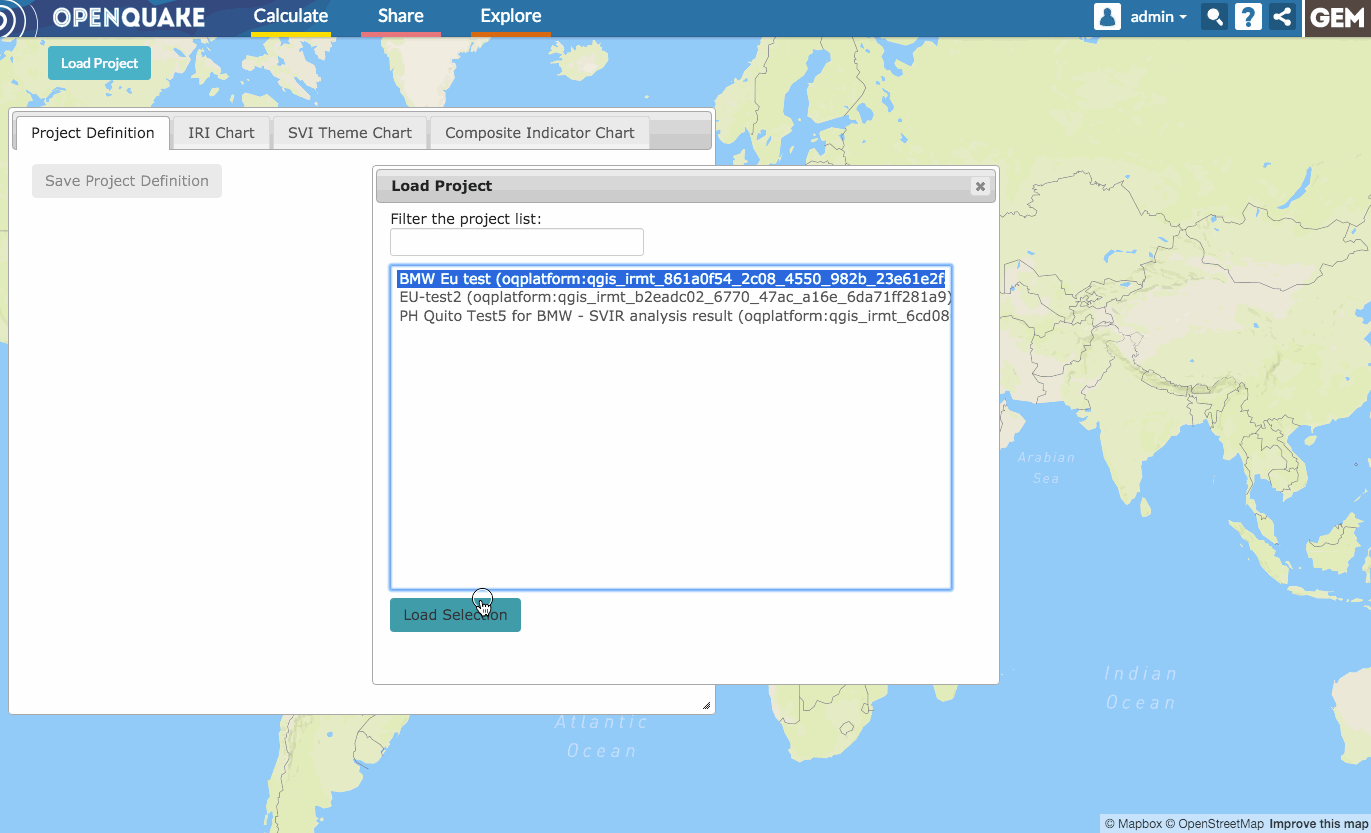 OPENQUAKE Calculate Share Explore admin ? GEM
Load Project
Project Definition IRI Chart SVI Theme Chart Composite Indicator Chart
Save Project Definition
Load Project
Filter the project list:
BMW Eu test (oqplatform:qgis_irmt_861a0f54_2c08_4550_982b_23e61e2f
EU-test2 (oqplatform:qgis_irmt_b2eadc02_6770_47ac_a16e_6da71ff281a9)
PH Quito Test5 for BMW - SVIR analysis result (oqplatform:qgis_irmt_6cd08
Load Selection
Arabian
Sea
Indian
Ocean
Atlantic
Ocean
© Mapbox © OpenStreetMap Improve this map